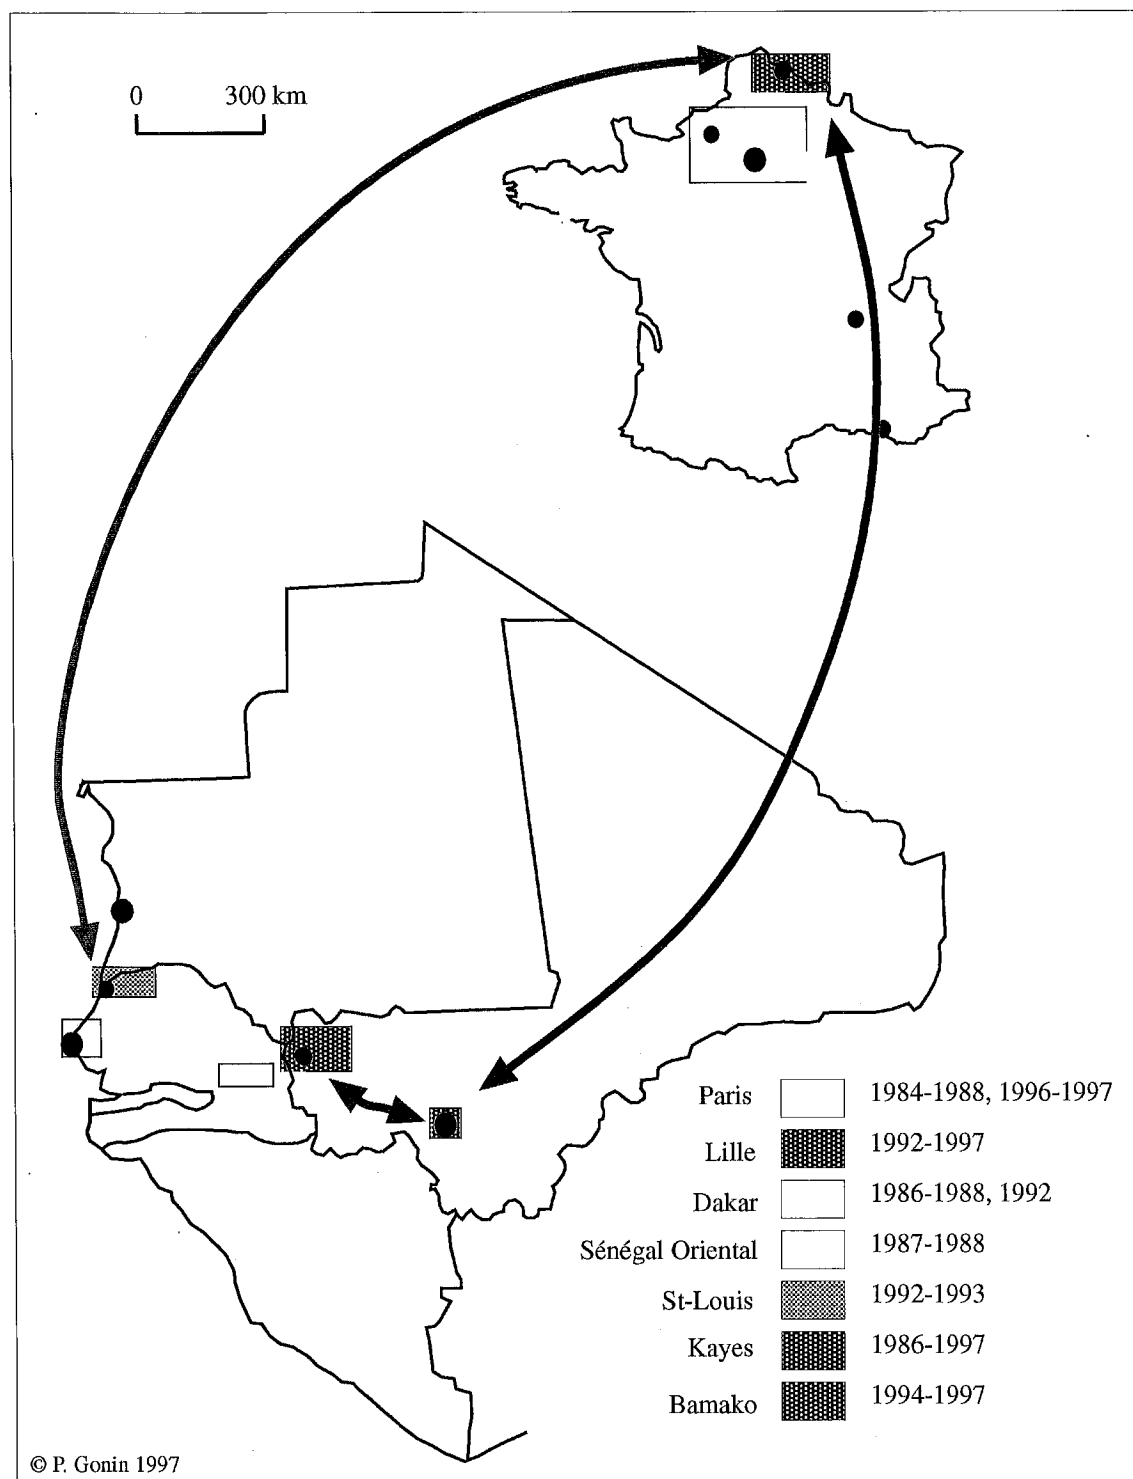 0 300 km
Paris 1984-1988, 1996-1997
Lille 1992-1997
Dakar 1986-1988, 1992
Sénégal Oriental 1987-1988
St-Louis 1992-1993
Kayes 1986-1997
Bamako 1994-1997
© P. Gonin 1997